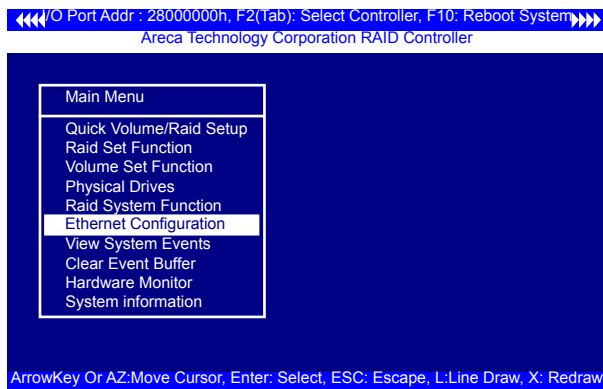 /O Port Addr : 28000000h, F2(Tab): Select Controller, F10: Reboot System
Areca Technology Corporation RAID Controller
Main Menu
Quick Volume/Raid Setup
Raid Set Function
Volume Set Function
Physical Drives
Raid System Function
Ethernet Configuration
View System Events
Clear Event Buffer
Hardware Monitor
System information
ArrowKey Or AZ:Move Cursor, Enter: Select, ESC: Escape, L:Line Draw, X: Redraw